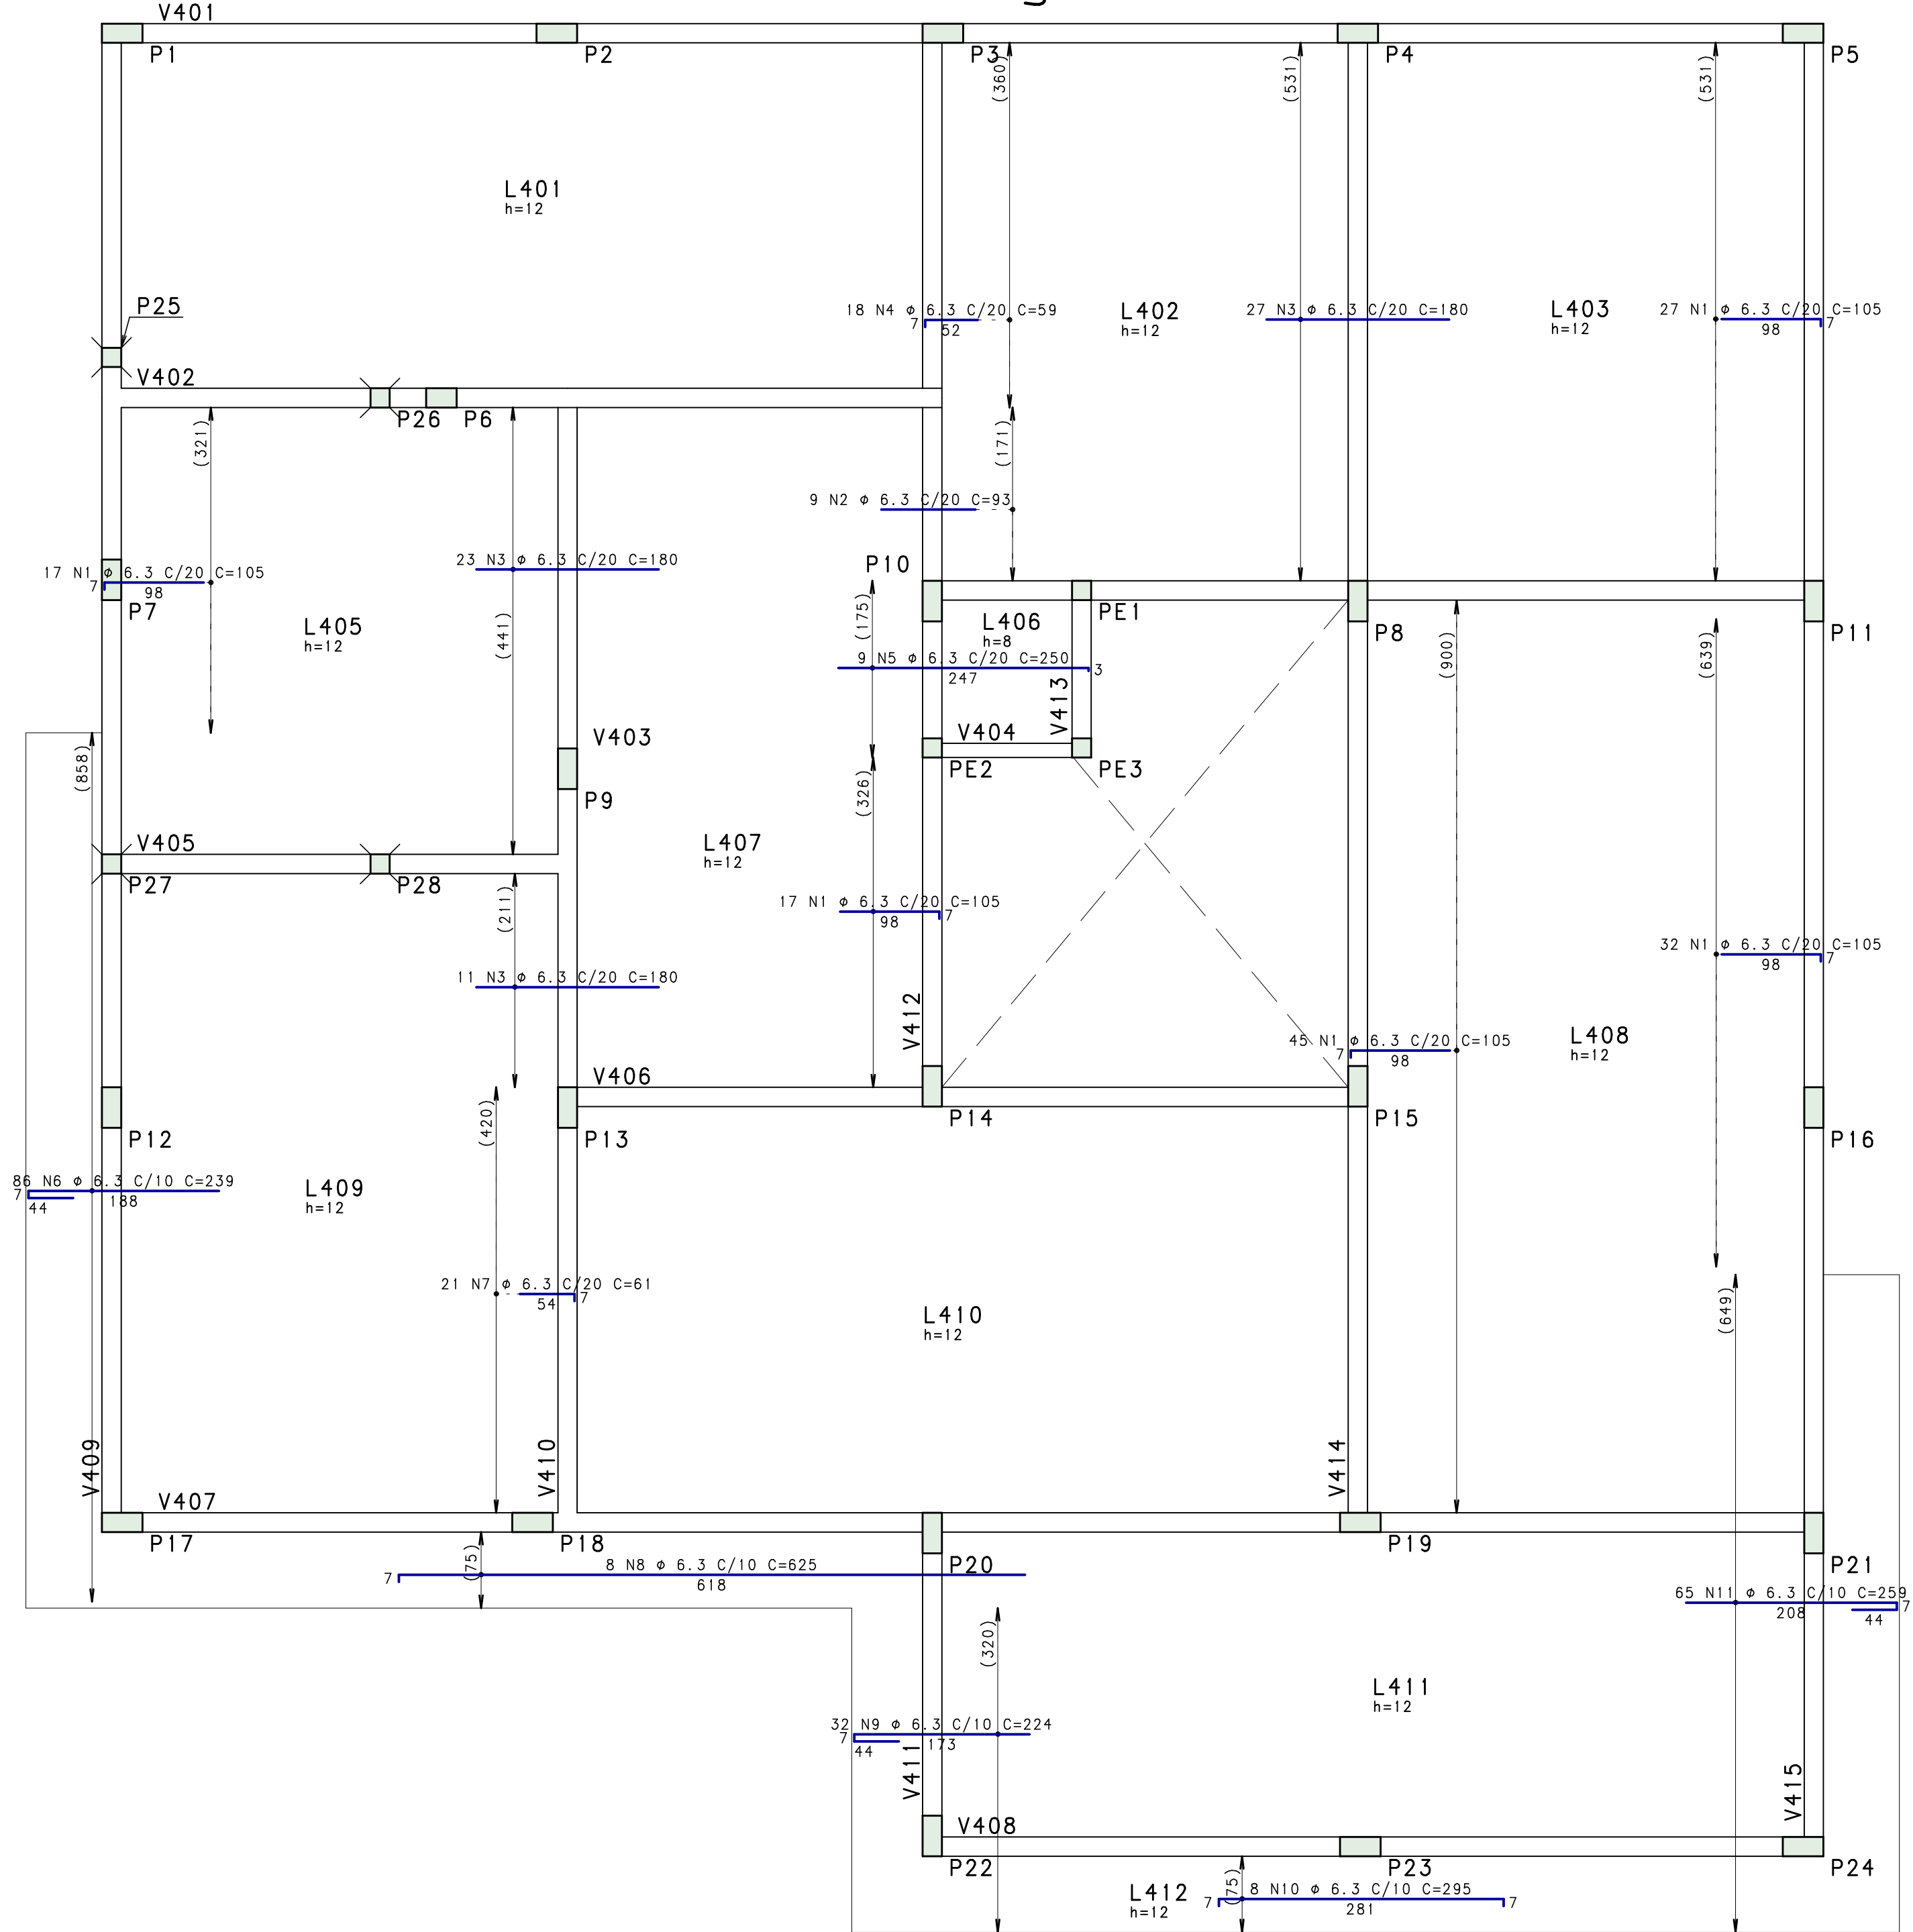 V401
P1
P2
P3
P4
P5
(360)
(531)
(531)
L401
h=12
P25
18 N4 φ 6.3 C/20 C=59
7
52
L402
h=12
27 N3 φ 6.3 C/20 C=180
L403
h=12
27 N1 φ 6.3 C/20 C=105
98
7
V402
P26
P6
(321)
(171)
9 N2 φ 6.3 C/20 C=93
17 N1 φ 6.3 C/20 C=105
7
98
P7
23 N3 φ 6.3 C/20 C=180
P10
L405
h=12
(441)
(175)
L406
h=8
PE1
P8
P11
(900)
(639)
9 N5 φ 6.3 C/20 C=250
247
3
V413
V403
V404
PE2
PE3
(858)
P9
(326)
V405
P27
P28
L407
h=12
(211)
17 N1 φ 6.3 C/20 C=105
98
7
32 N1 φ 6.3 C/20 C=105
98
7
11 N3 φ 6.3 C/20 C=180
V412
45 N1 φ 6.3 C/20 C=105
7
98
L408
h=12
V406
P12
(420)
P13
P14
P15
P16
86 N6 φ 6.3 C/10 C=239
7
188
44
L409
h=12
21 N7 φ 6.3 C/20 C=61
54
7
L410
h=12
(649)
V409
V410
V414
V407
P17
P18
P20
P19
P21
(75)
8 N8 φ 6.3 C/10 C=625
7
618
65 N11 φ 6.3 C/10 C=259
208
7
44
(320)
L411
h=12
32 N9 φ 6.3 C/10 C=224
7
173
44
V411
V415
V408
P22
P23
P24
L412
h=12
(75)
8 N10 φ 6.3 C/10 C=295
7
281
7